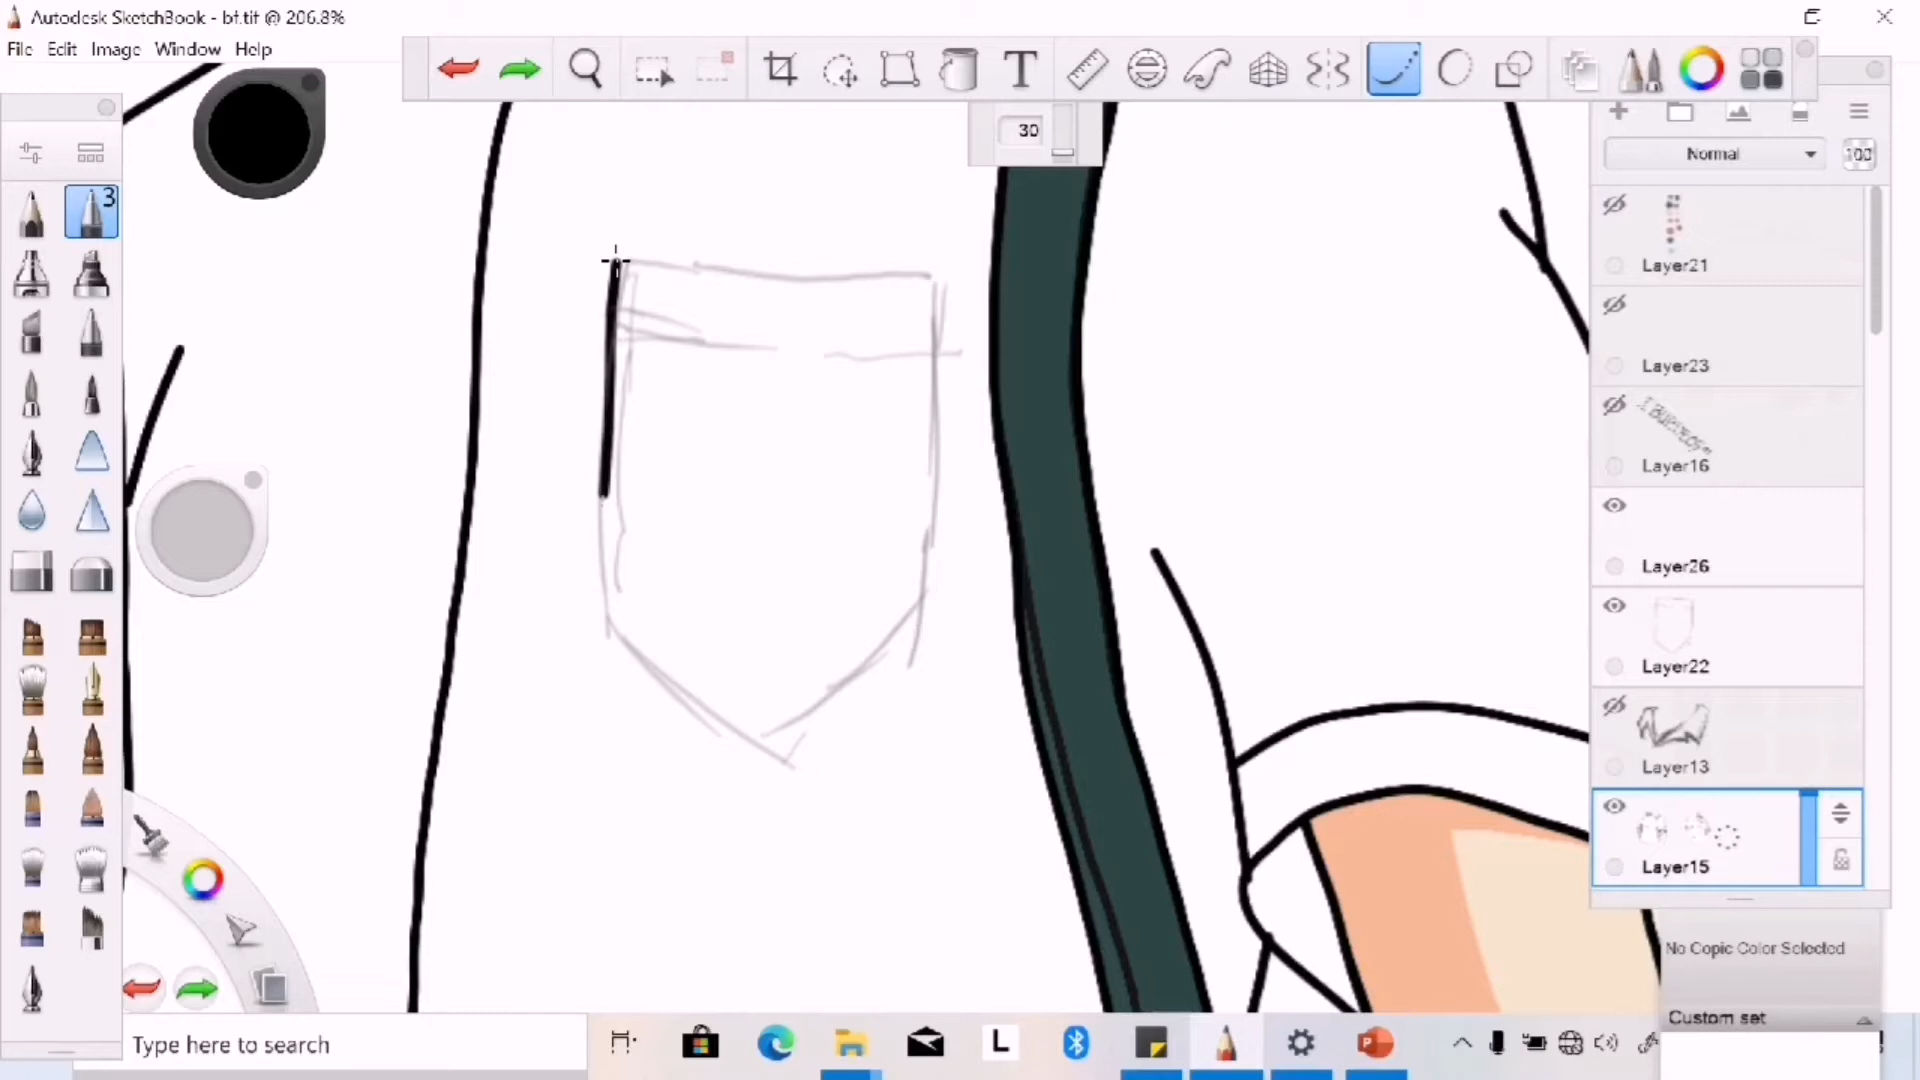 Autodesk SketchBook - bf.tif @ 206.8%
File Edit Image Window Help
T
30
Normal 100
3
Layer21
Layer23
Layer16
Layer26
Layer22
Layer13
Layer15
No Copic Color Selected
Custom set
Type here to search
L
P